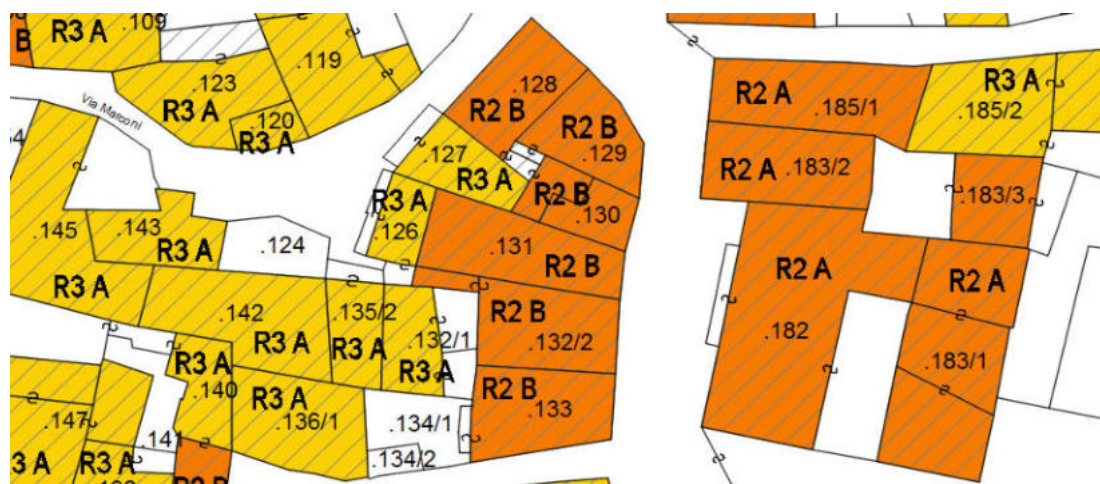 R3 A
.109
B
.119
.123
R3 A
Via Marconi
.120
R3 A
.128
R2 B
R2 B
.129
.127
R3 A
R2 B
.130
R3 A
.126
.131
R2 B
.145
.143
R3 A
.124
R3 A
.142
R3 A
.135/2
R3 A
.132/1
R3 A
R2 B
.132/2
R2 B
.133
R3 A
.140
R3 A
.136/1
.134/1
.134/2
.147
.141
3 A
R3 A
R2 B
R2 A
.185/1
R3 A
.185/2
R2 A
.183/2
.183/3
R2 A
R2 A
.182
.183/1